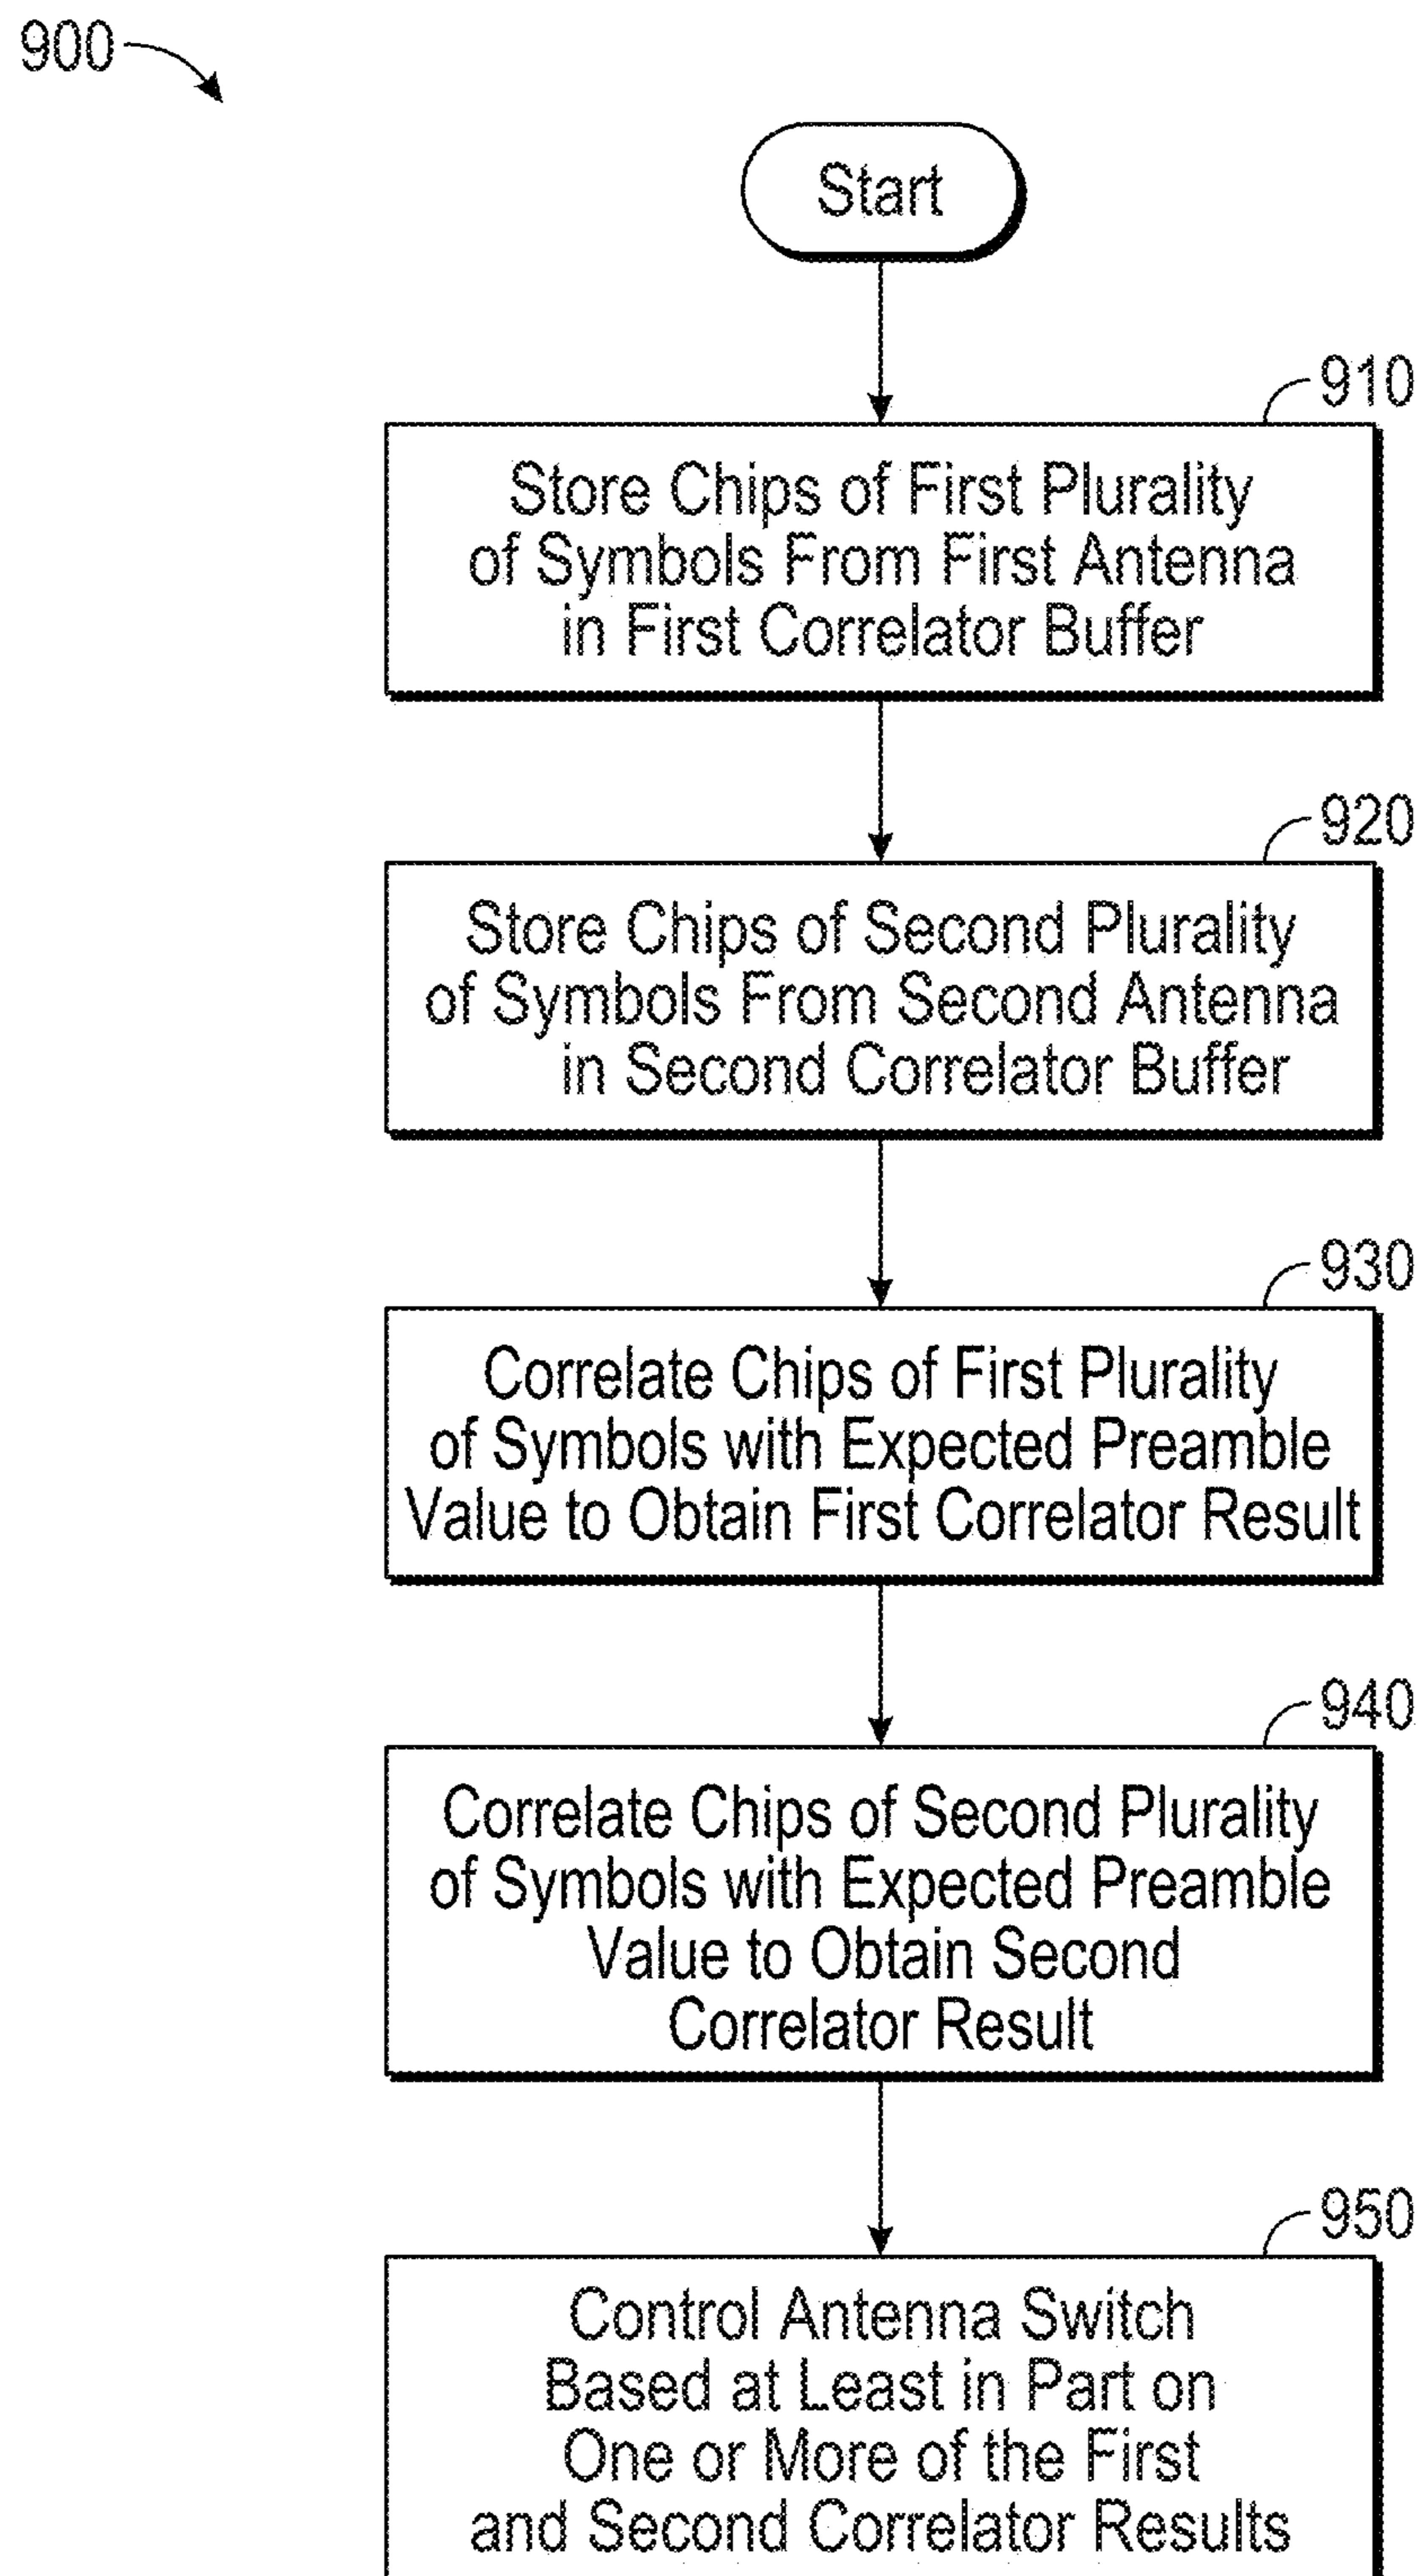 900
Start
910
Store Chips of First Plurality
of Symbols From First Antenna
in First Correlator Buffer
920
Store Chips of Second Plurality
of Symbols From Second Antenna
in Second Correlator Buffer
930
Correlate Chips of First Plurality
of Symbols with Expected Preamble
Value to Obtain First Correlator Result
940
Correlate Chips of Second Plurality
of Symbols with Expected Preamble
Value to Obtain Second
Correlator Result
950
Control Antenna Switch
Based at Least in Part on
One or More of the First
and Second Correlator Results